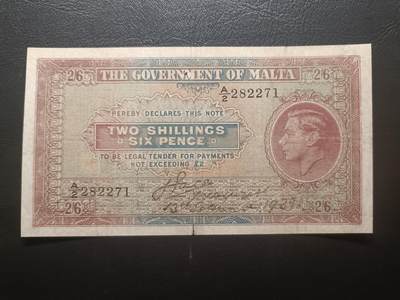 2/6 THE GOVERNMENT OF MALTA 2/6
A/2 282271
HEREBY DECLARES THIS NOTE
TWO SHILLINGS
SIX PENCE
TO BE LEGAL TENDER FOR PAYMENTS
NOT EXCEEDING £2
A/2 282271
2/6 2/6